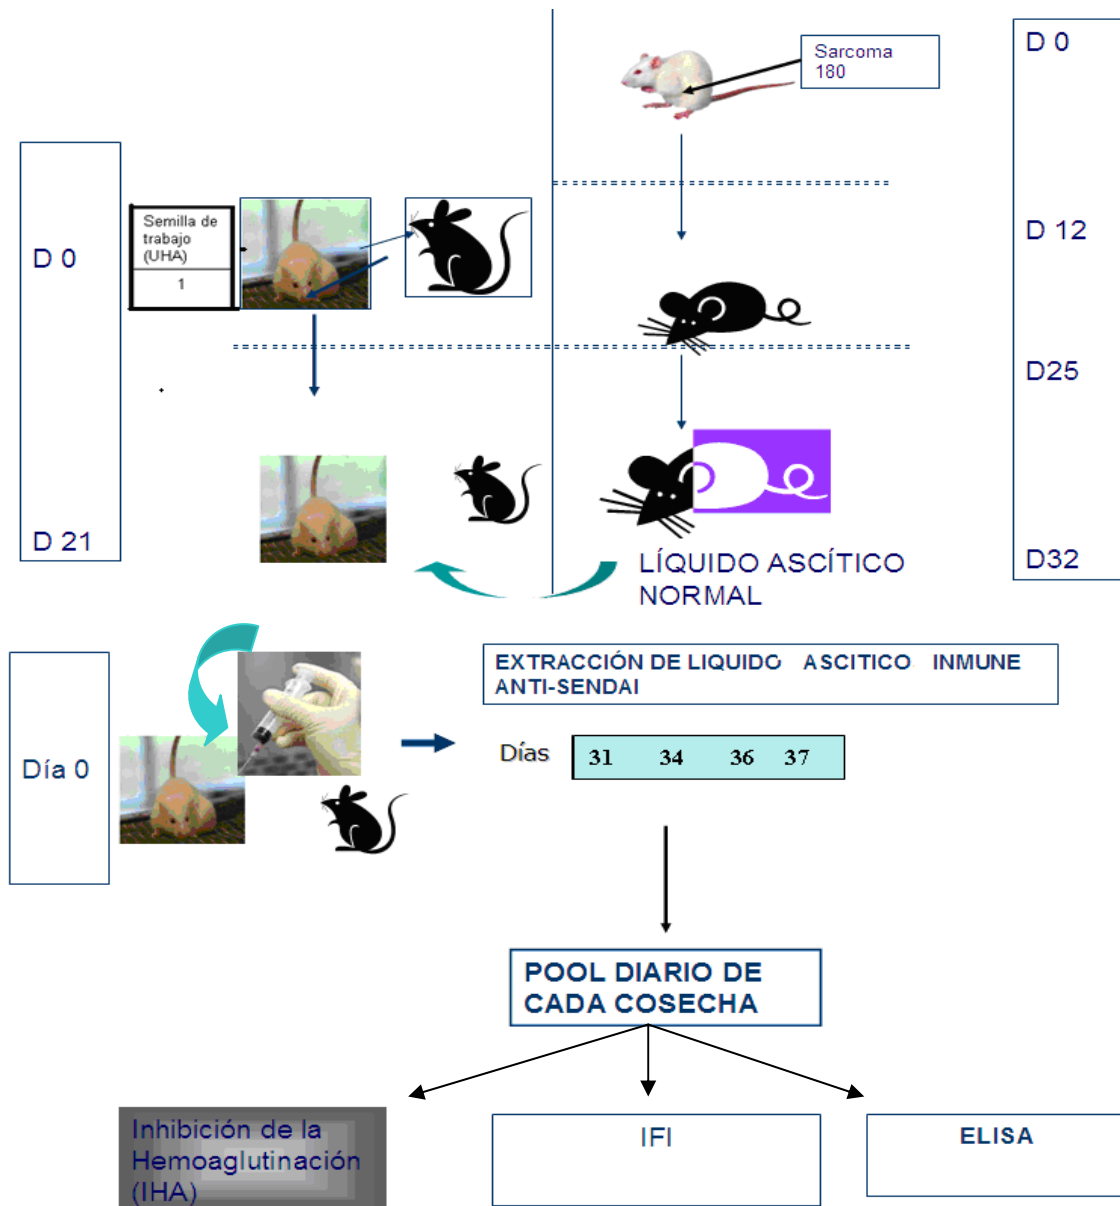 Sarcoma
180
D 0
D 12
D25
D32
D 0
D 21
Semilla de
trabajo
(UHA)
1
LÍQUIDO ASCÍTICO
NORMAL
Día 0
EXTRACCIÓN DE LIQUIDO ASCITICO INMUNE
ANTI-SENDAI
Días 31 34 36 37
POOL DIARIO DE
CADA COSECHA
Inhibición de la
Hemoaglutinación
(IHA)
IFI
ELISA